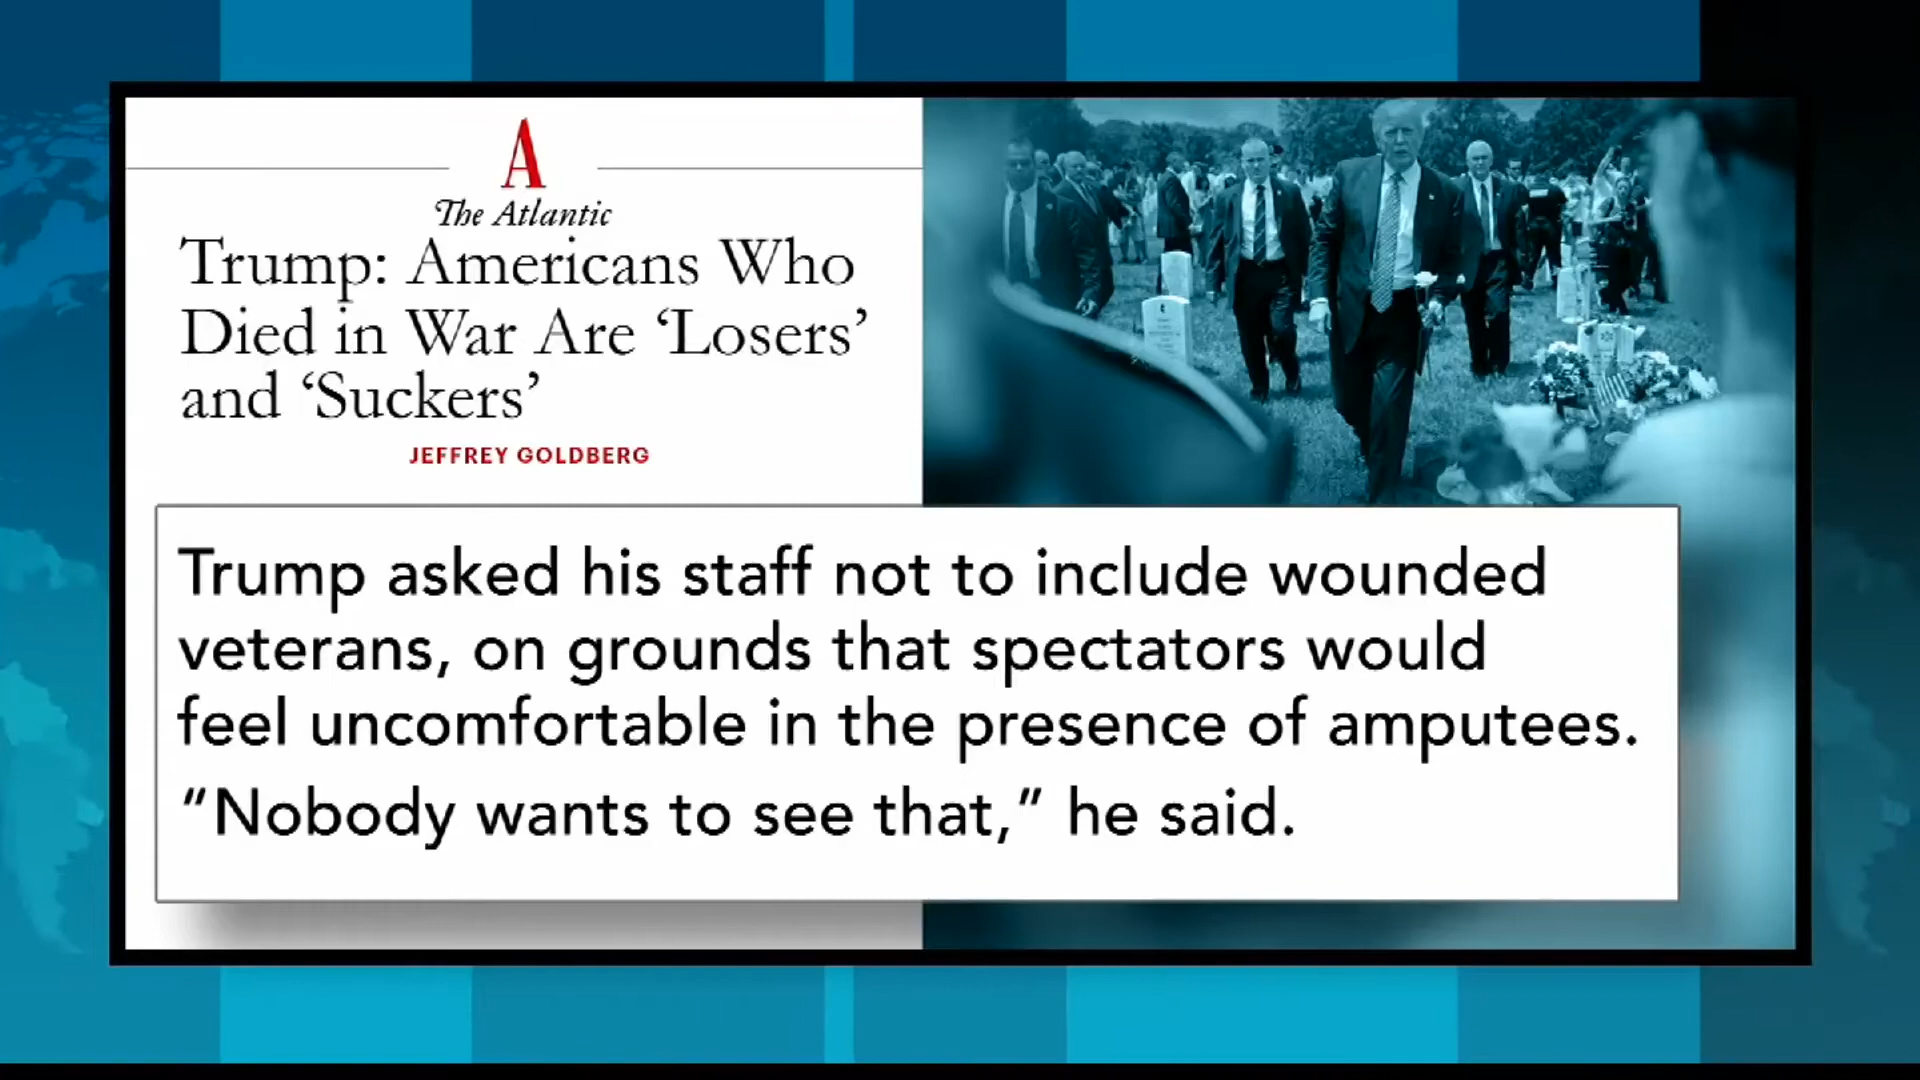 A
The Atlantic
Trump: Americans Who
Died in War Are ‘Losers’
and ‘Suckers’
JEFFREY GOLDBERG
Trump asked his staff not to include wounded
veterans, on grounds that spectators would
feel uncomfortable in the presence of amputees.
“Nobody wants to see that,” he said.